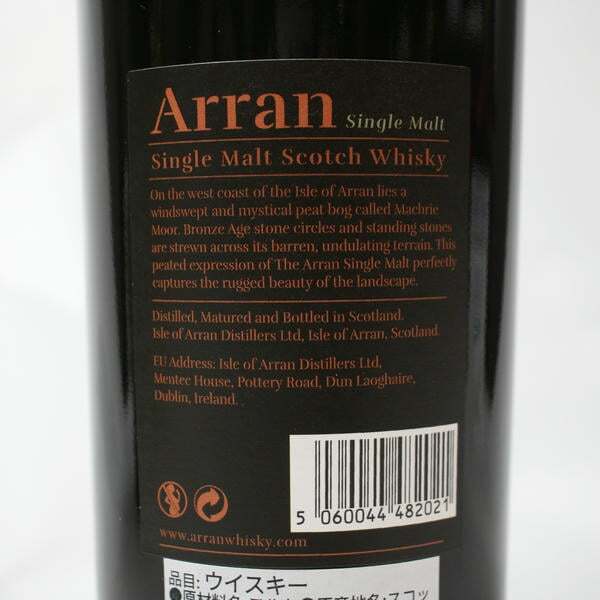 Arran Single Malt
Single Malt Scotch Whisky
On the west coast of the Isle of Arran lies a
windswept and mystical peat bog called Machrie
Moor. Bronze Age stone circles and standing stones
are strewn across its barren, undulating terrain. This
peated expression of The Arran Single Malt perfectly
captures the rugged beauty of the landscape.
Distilled, Matured and Bottled in Scotland.
Isle of Arran Distillers Ltd, Isle of Arran, Scotland.
EU Address: Isle of Arran Distillers Ltd,
Mentec House, Pottery Road, Dun Laoghaire,
Dublin, Ireland.
5 060044 482021
www.arranwhisky.com
品目: ウイスキー